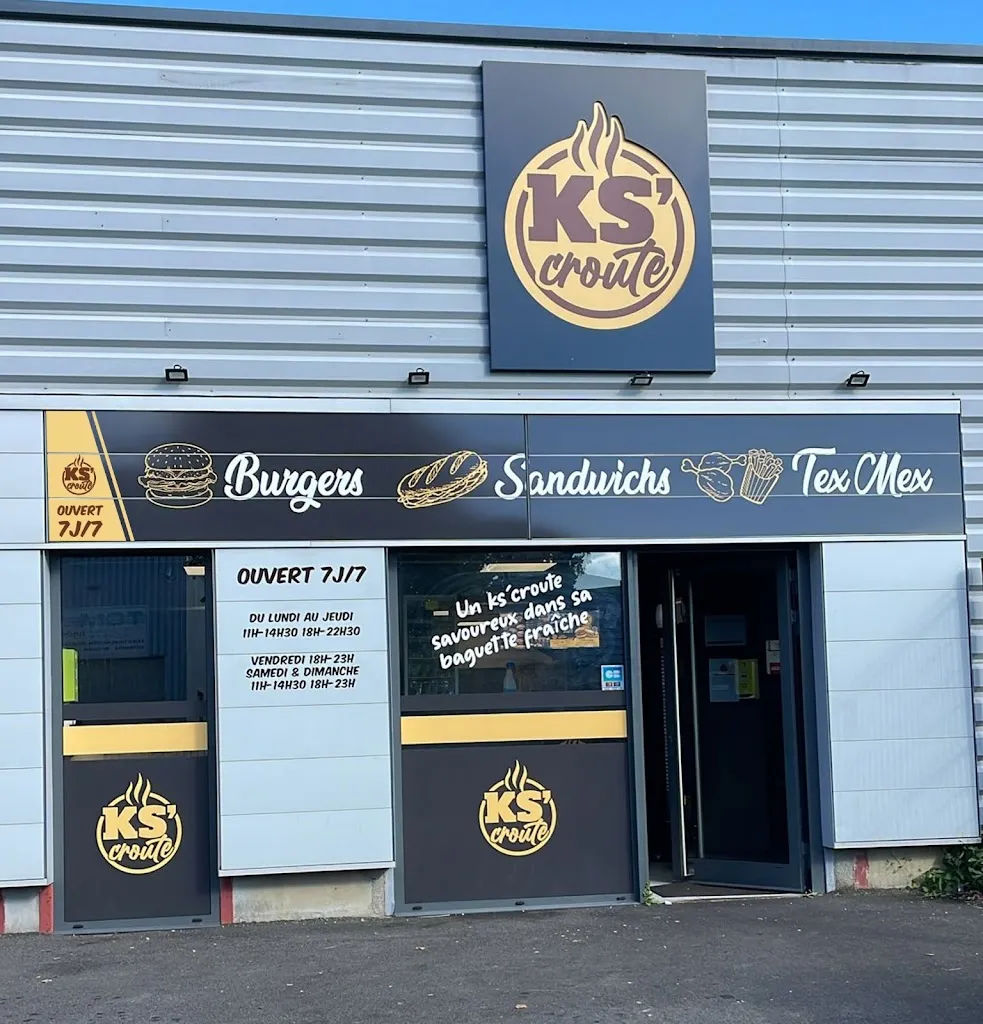 KS'
croute
KS'
croute
OUVERT
7J/7
Burgers
Sandwichs
Tex Mex
OUVERT 7J/7
DU LUNDI AU JEUDI
11H-14H30 18H-22H30
VENDREDI 18H-23H
SAMEDI & DIMANCHE
11H-14H30 18H-23H
Un ks'croute
savoureux dans sa
baguette fraîche
KS'
croute
KS'
croute